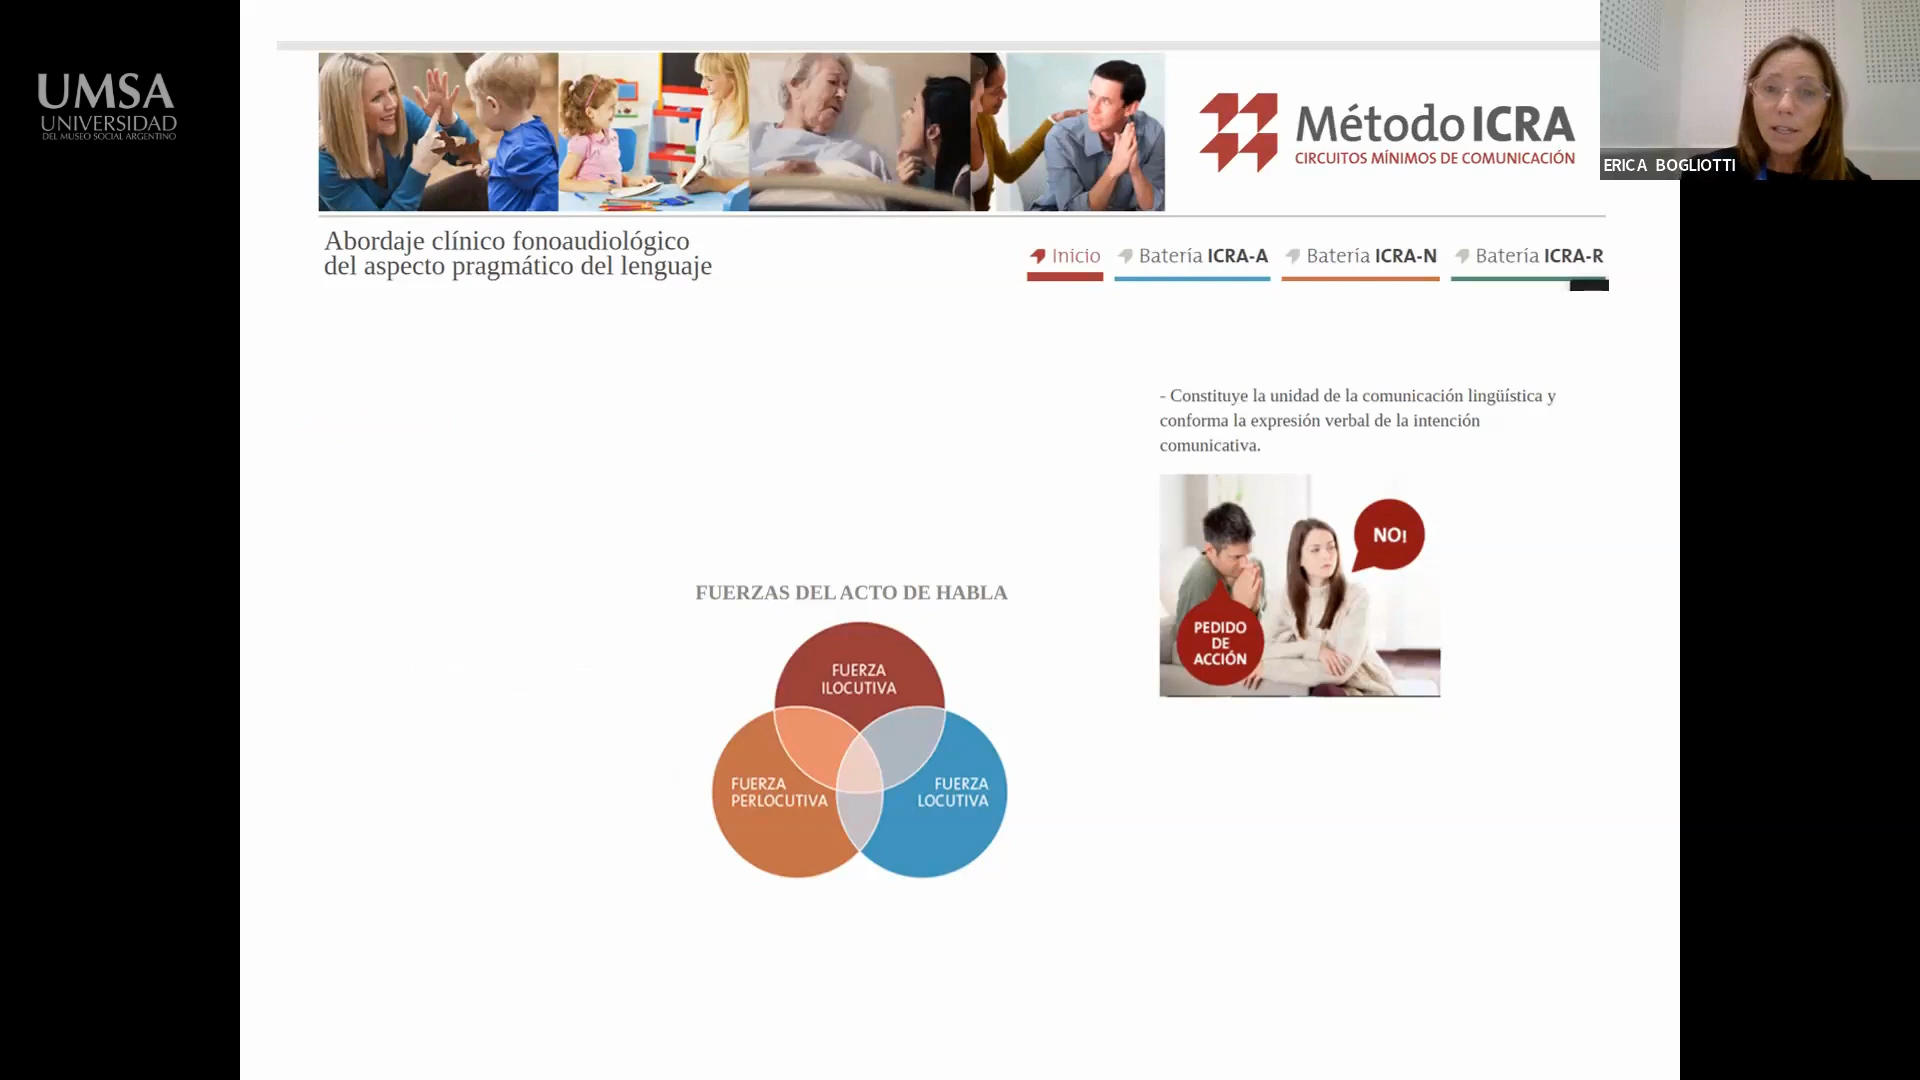 UMSA
UNIVERSIDAD
DEL MUSEO SOCIAL ARGENTINO
Método ICRA
CIRCUITOS MÍNIMOS DE COMUNICACIÓN
ERICA BOGLIOTTI
Abordaje clínico fonoaudiológico
del aspecto pragmático del lenguaje
Inicio
Batería ICRA-A
Batería ICRA-N
Batería ICRA-R
- Constituye la unidad de la comunicación lingüística y
conforma la expresión verbal de la intención
comunicativa.
NO!
PEDIDO
DE
ACCIÓN
FUERZAS DEL ACTO DE HABLA
FUERZA
ILOCUTIVA
FUERZA
PERLOCUTIVA
FUERZA
LOCUTIVA